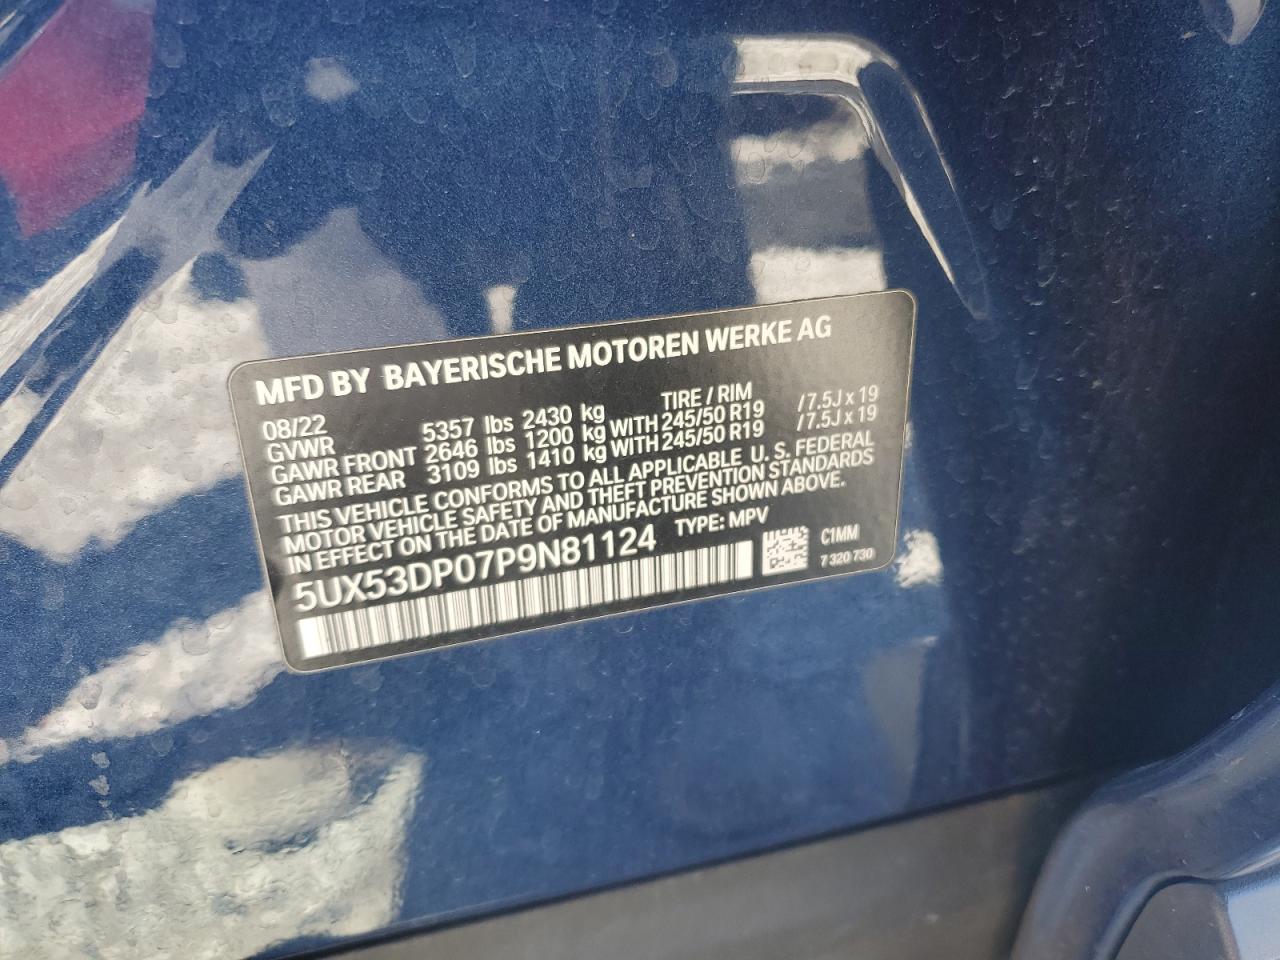 MFD BY BAYERISCHE MOTOREN WERKE AG
08/22 TIRE / RIM
GVWR 5357 lbs 2430 kg
GAWR FRONT 2646 lbs 1200 kg WITH 245/50 R19 /7.5J x 19
GAWR REAR 3109 lbs 1410 kg WITH 245/50 R19 /7.5J x 19
THIS VEHICLE CONFORMS TO ALL APPLICABLE U. S. FEDERAL
MOTOR VEHICLE SAFETY AND THEFT PREVENTION STANDARDS
IN EFFECT ON THE DATE OF MANUFACTURE SHOWN ABOVE.
5UX53DP07P9N81124 TYPE: MPV
C1MM
7 320 730